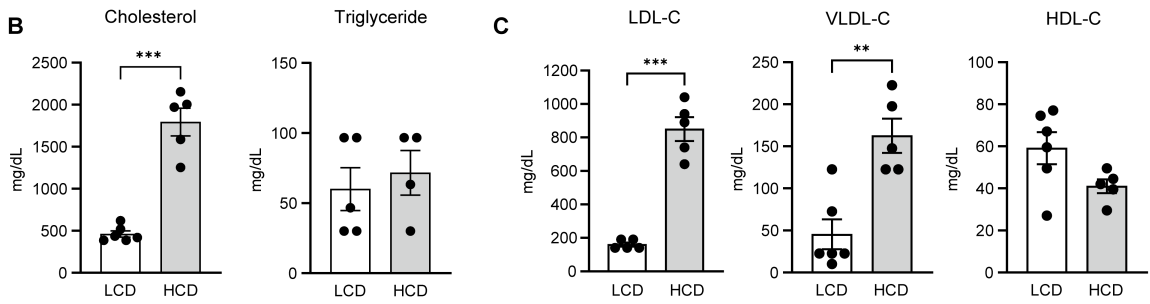 B
Cholesterol
mg/dL
2500
2000
1500
1000
500
0
***
LCD
HCD
Triglyceride
mg/dL
150
100
50
0
LCD
HCD
C
LDL-C
mg/dL
1200
1000
800
600
400
200
0
***
LCD
HCD
VLDL-C
mg/dL
250
200
150
100
50
0
**
LCD
HCD
HDL-C
mg/dL
100
80
60
40
20
0
LCD
HCD